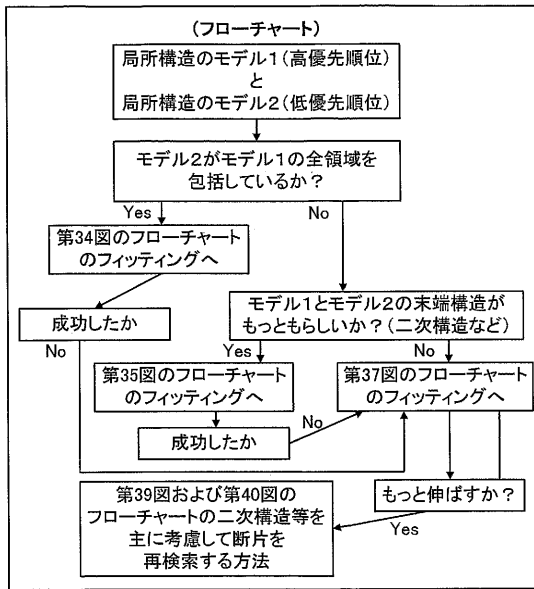 (フローチャート)
局所構造のモデル1(高優先順位)
と
局所構造のモデル2(低優先順位)
モデル2がモデル1の全領域を
包括しているか?
Yes
No
第34図のフローチャート
のフィッティングへ
成功したか
No
モデル1とモデル2の末端構造が
もっともらしいか?(二次構造など)
Yes
No
第35図のフローチャート
のフィッティングへ
第37図のフローチャート
のフィッティングへ
成功したか
No
もっと伸ばすか?
Yes
第39図および第40図の
フローチャートの二次構造等を
主に考慮して断片を
再検索する方法